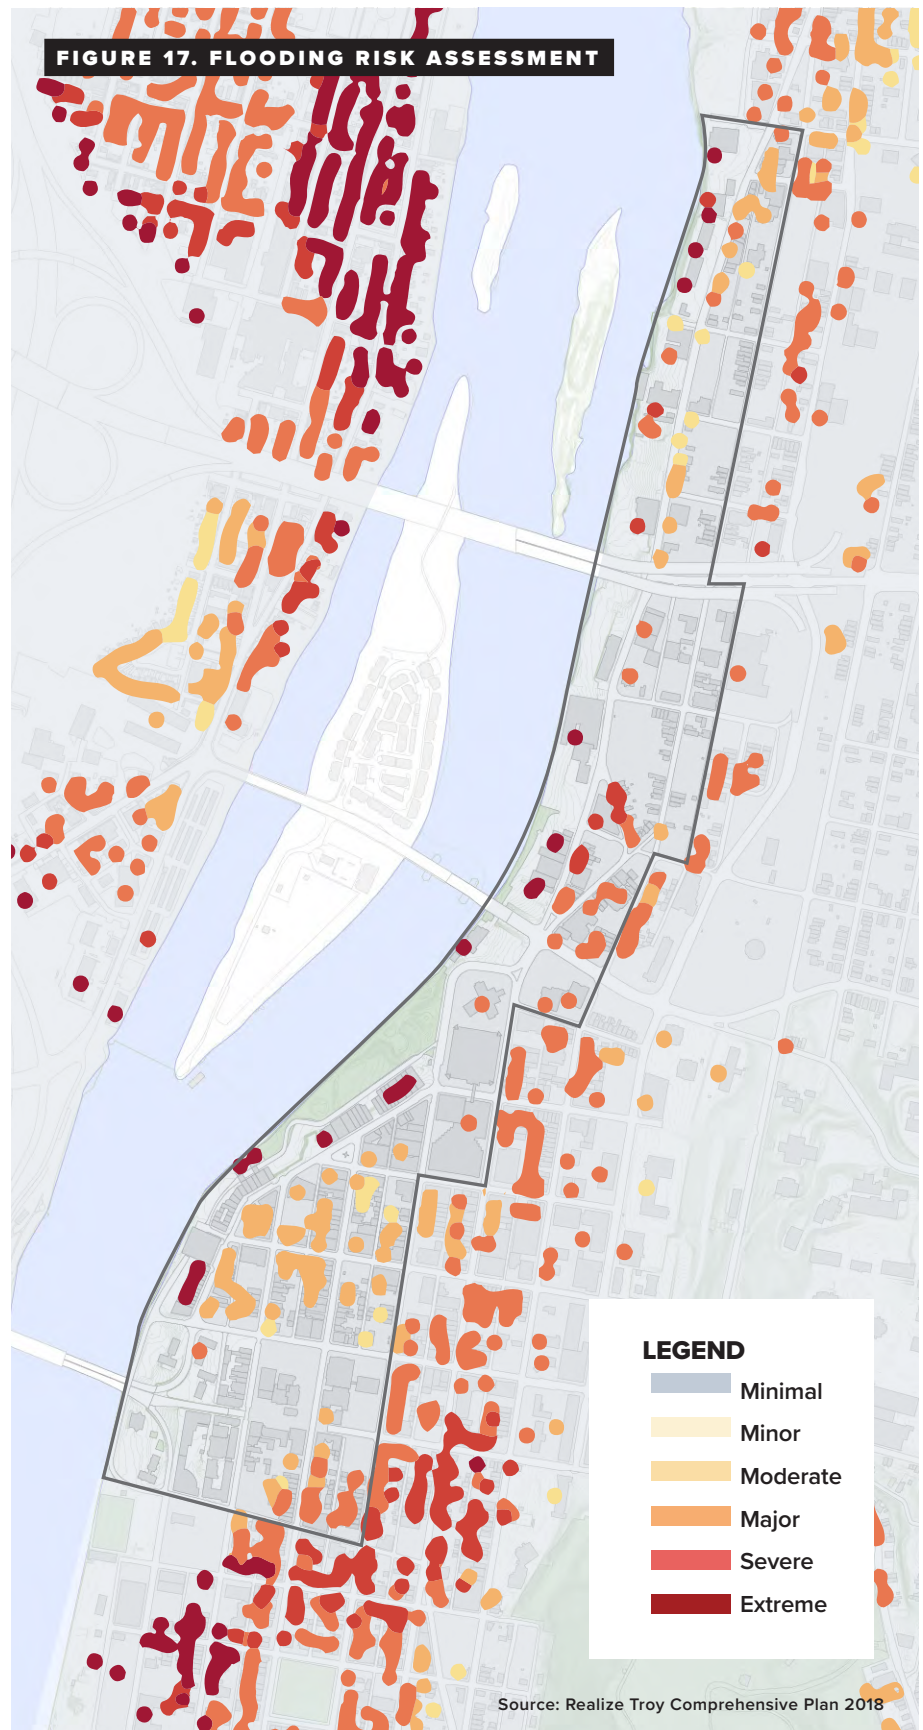 FIGURE 17. FLOODING RISK ASSESSMENT
LEGEND
Minimal
Minor
Moderate
Major
Severe
Extreme
Source: Realize Troy Comprehensive Plan 2018